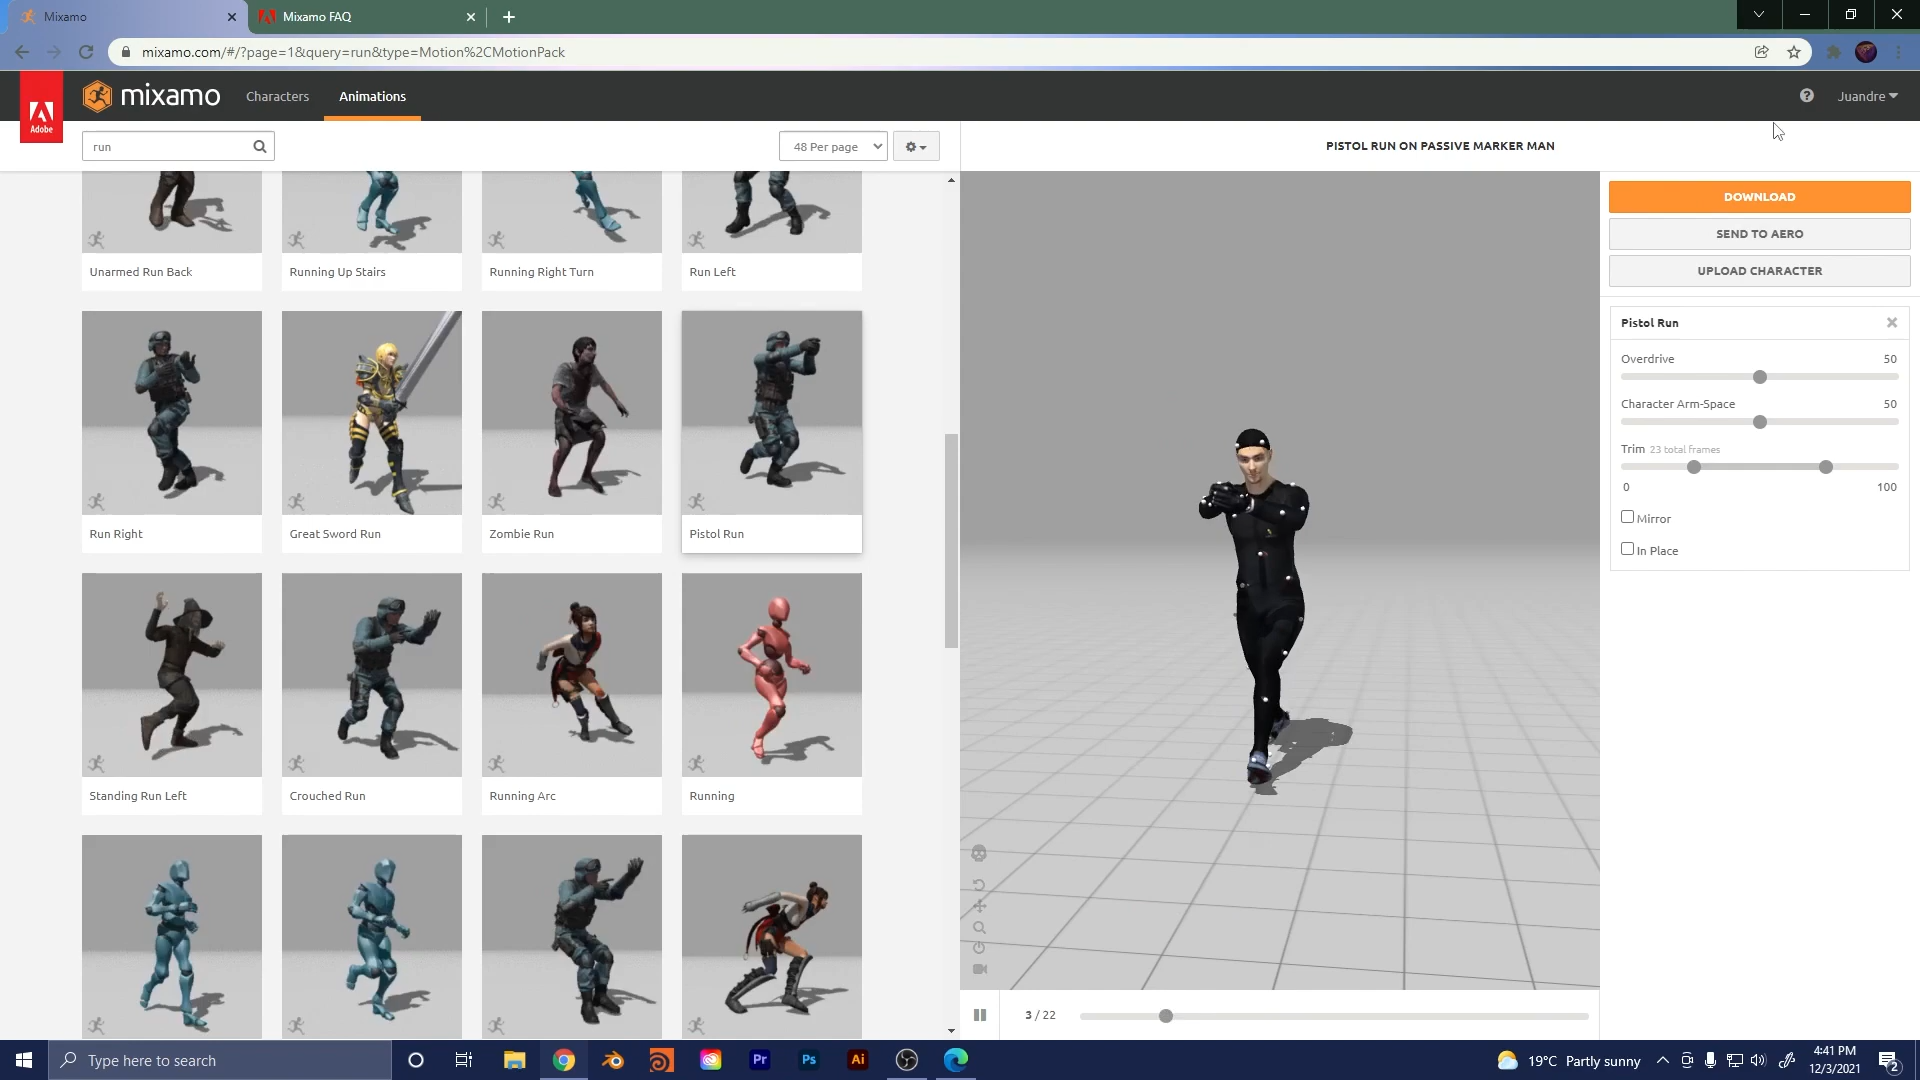 Mixamo
Mixamo FAQ
mixamo.com/#/?page=1&query=run&type=Motion%2CMotionPack
Adobe
mixamo
Characters
Animations
Juandre
run
48 Per page
PISTOL RUN ON PASSIVE MARKER MAN
Unarmed Run Back
Running Up Stairs
Running Right Turn
Run Left
Run Right
Great Sword Run
Zombie Run
Pistol Run
Standing Run Left
Crouched Run
Running Arc
Running
DOWNLOAD
SEND TO AERO
UPLOAD CHARACTER
Pistol Run
Overdrive 50
Character Arm-Space 50
Trim 23 total frames
0 100
Mirror
In Place
3 / 22
Type here to search
Pr
Ps
Ai
19°C Partly sunny
4:41 PM
12/3/2021
2